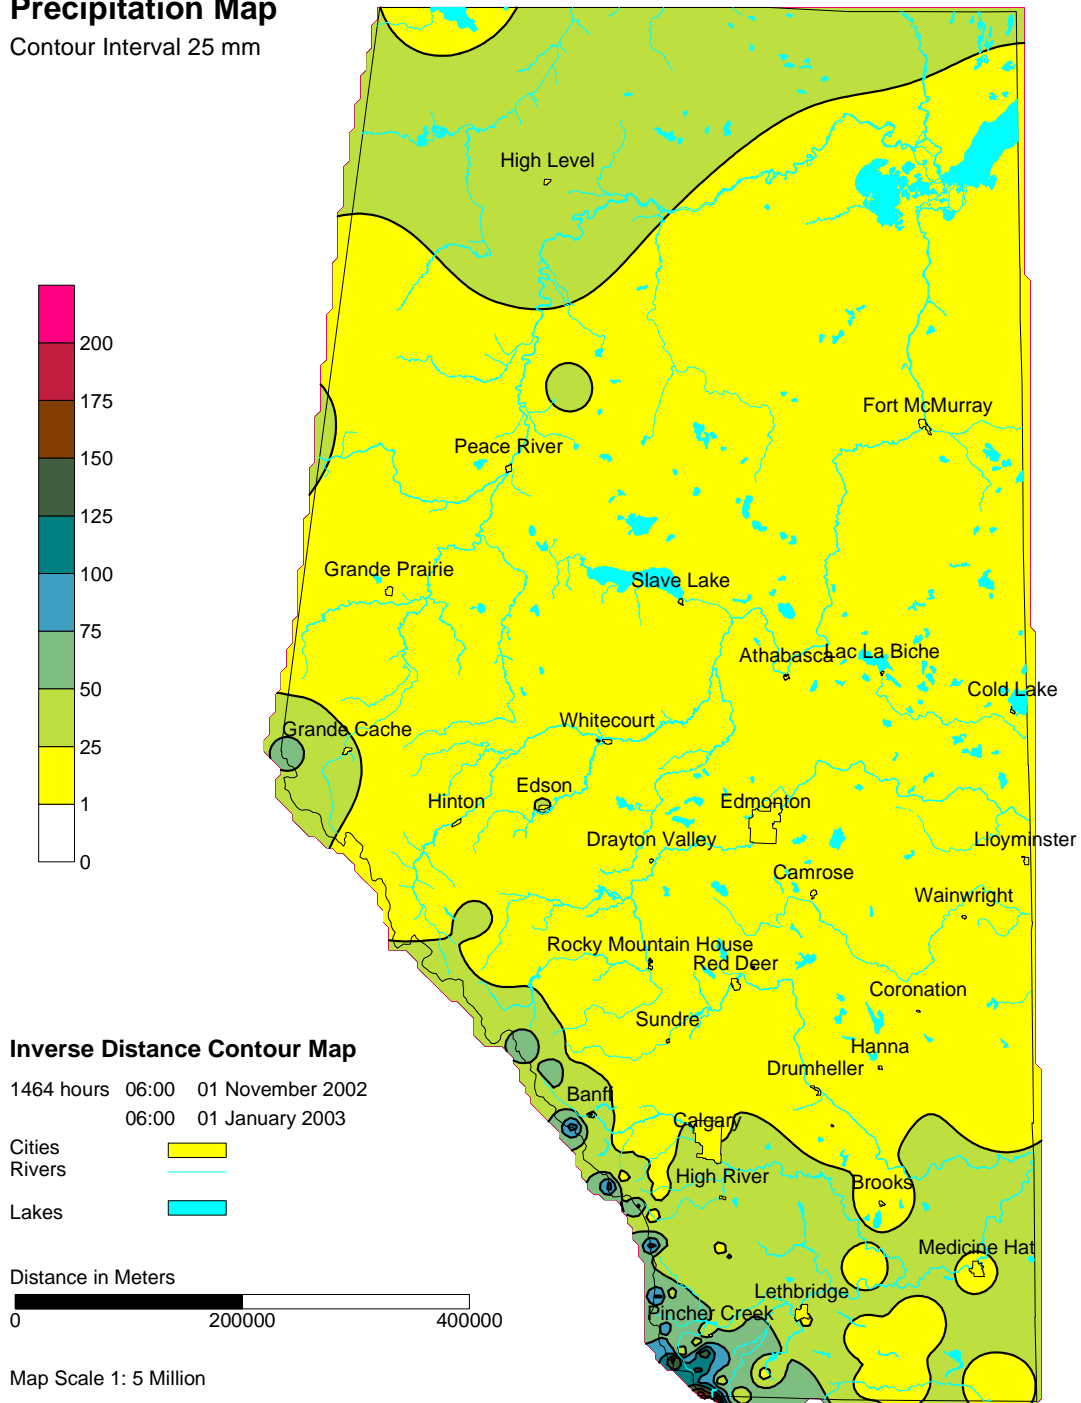 Precipitation Map
Contour Interval 25 mm
High Level
200
175
150
125
100
75
50
25
1
0
Fort McMurray
Peace River
Grande Prairie
Slave Lake
Athabasca
Lac La Biche
Cold Lake
Whitecourt
Grande Cache
Edson
Hinton
Edmonton
Drayton Valley
Lloyminster
Camrose
Wainwright
Rocky Mountain House
Red Deer
Coronation
Sundre
Hanna
Drumheller
Banff
Calgary
High River
Brooks
Medicine Hat
Lethbridge
Pincher Creek
Inverse Distance Contour Map
1464 hours 06:00 01 November 2002
06:00 01 January 2003
Cities
Rivers
Lakes
Distance in Meters
0 200000 400000
Map Scale 1: 5 Million